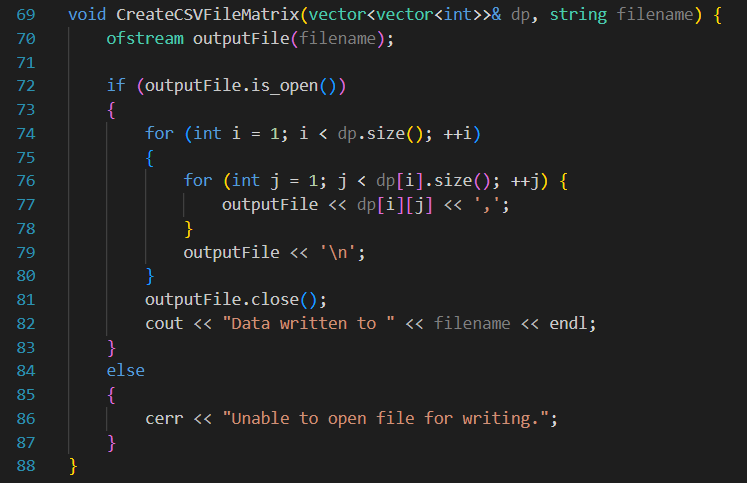 69 void CreateCSVFileMatrix(vector<vector<int>>& dp, string filename) {
70     ofstream outputFile(filename);
71
72     if (outputFile.is_open())
73     {
74         for (int i = 1; i < dp.size(); ++i)
75         {
76             for (int j = 1; j < dp[i].size(); ++j) {
77                 outputFile << dp[i][j] << ',';
78             }
79             outputFile << '\n';
80         }
81         outputFile.close();
82         cout << "Data written to " << filename << endl;
83     }
84     else
85     {
86         cerr << "Unable to open file for writing.";
87     }
88 }